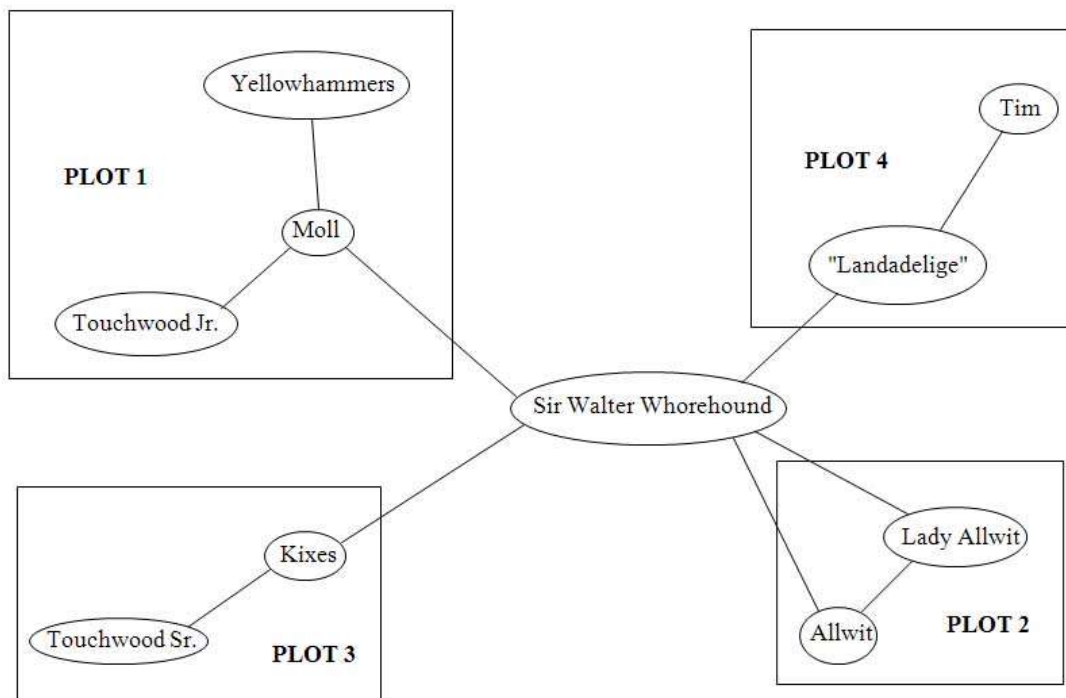 Yellowhammers
PLOT 1
Moll
Touchwood Jr.
Tim
PLOT 4
"Landadelige"
Sir Walter Whorehound
Kixes
Touchwood Sr.
PLOT 3
Lady Allwit
Allwit
PLOT 2